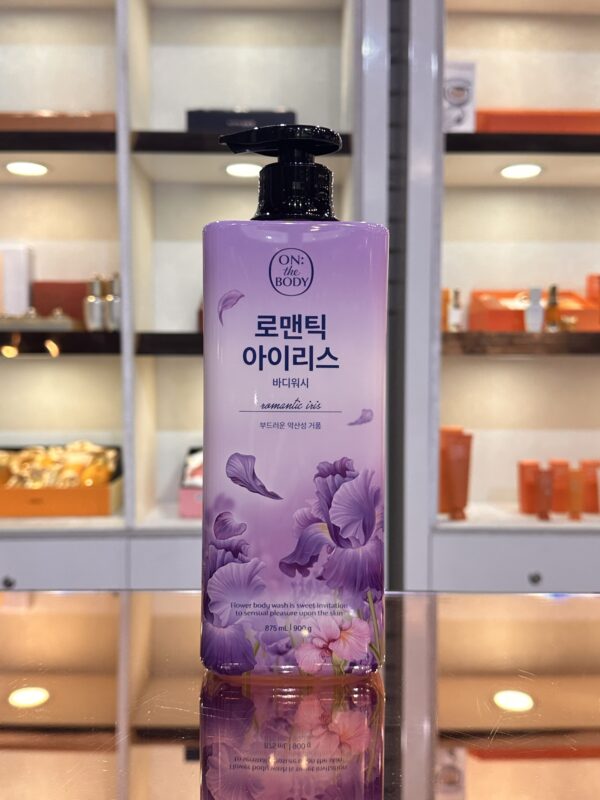 ON:
the
BODY
로맨틱
아이리스
바디워시
romantic iris
부드러운 약산성 거품
Flower body wash is sweet invitation
to sensual pleasure upon the skin
875 mL | 900 g